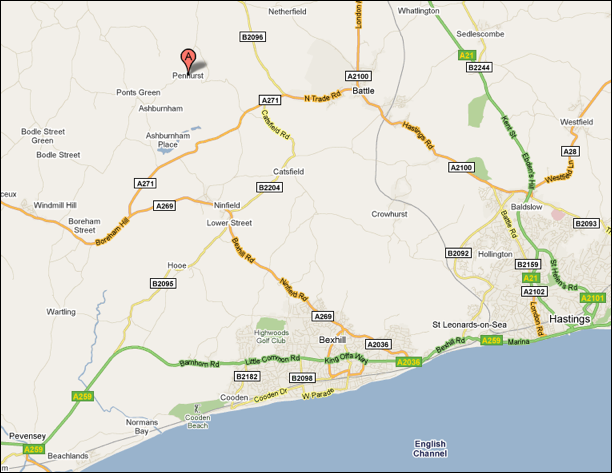 Netherfield
Whatlington
London
B2096
Sedlescombe
A21
B2244
A
Penhurst
A2100
Ponts Green
Battle
A271
N Trade Rd
Ashburnham
Catsfield Rd
Kent St
Westfield
Bodle Street
Green
Ashburnham
Place
Hastings Rd
A28
Bodle Street
A2100
Ebden's Hill
Westfield Ln
Catsfield
A271
B2204
ceux
Windmill Hill
A269
Ninfield
Baldslow
Crowhurst
Boreham
Street
Lower Street
Battle Rd
B2093
Th
Boreham Hill
Bexhill Rd
B2092
Hollington
Hooe
B2159
St Helen's Rd
B2095
A21
Ninfield Rd
A2102
A2101
Wartling
A269
London Rd
Hastings
St Leonards-on-Sea
Highwoods
Golf Club
Bexhill
A2036
A259
Marina
Bexhill Rd
Barnhorn Rd
Little Common Rd
King Offa Way
A2036
B2182
B2098
A259
Cooden
Cooden Dr
W Parade
Cooden
Beach
Normans
Bay
Pevensey
A259
English
Channel
Beachlands
m